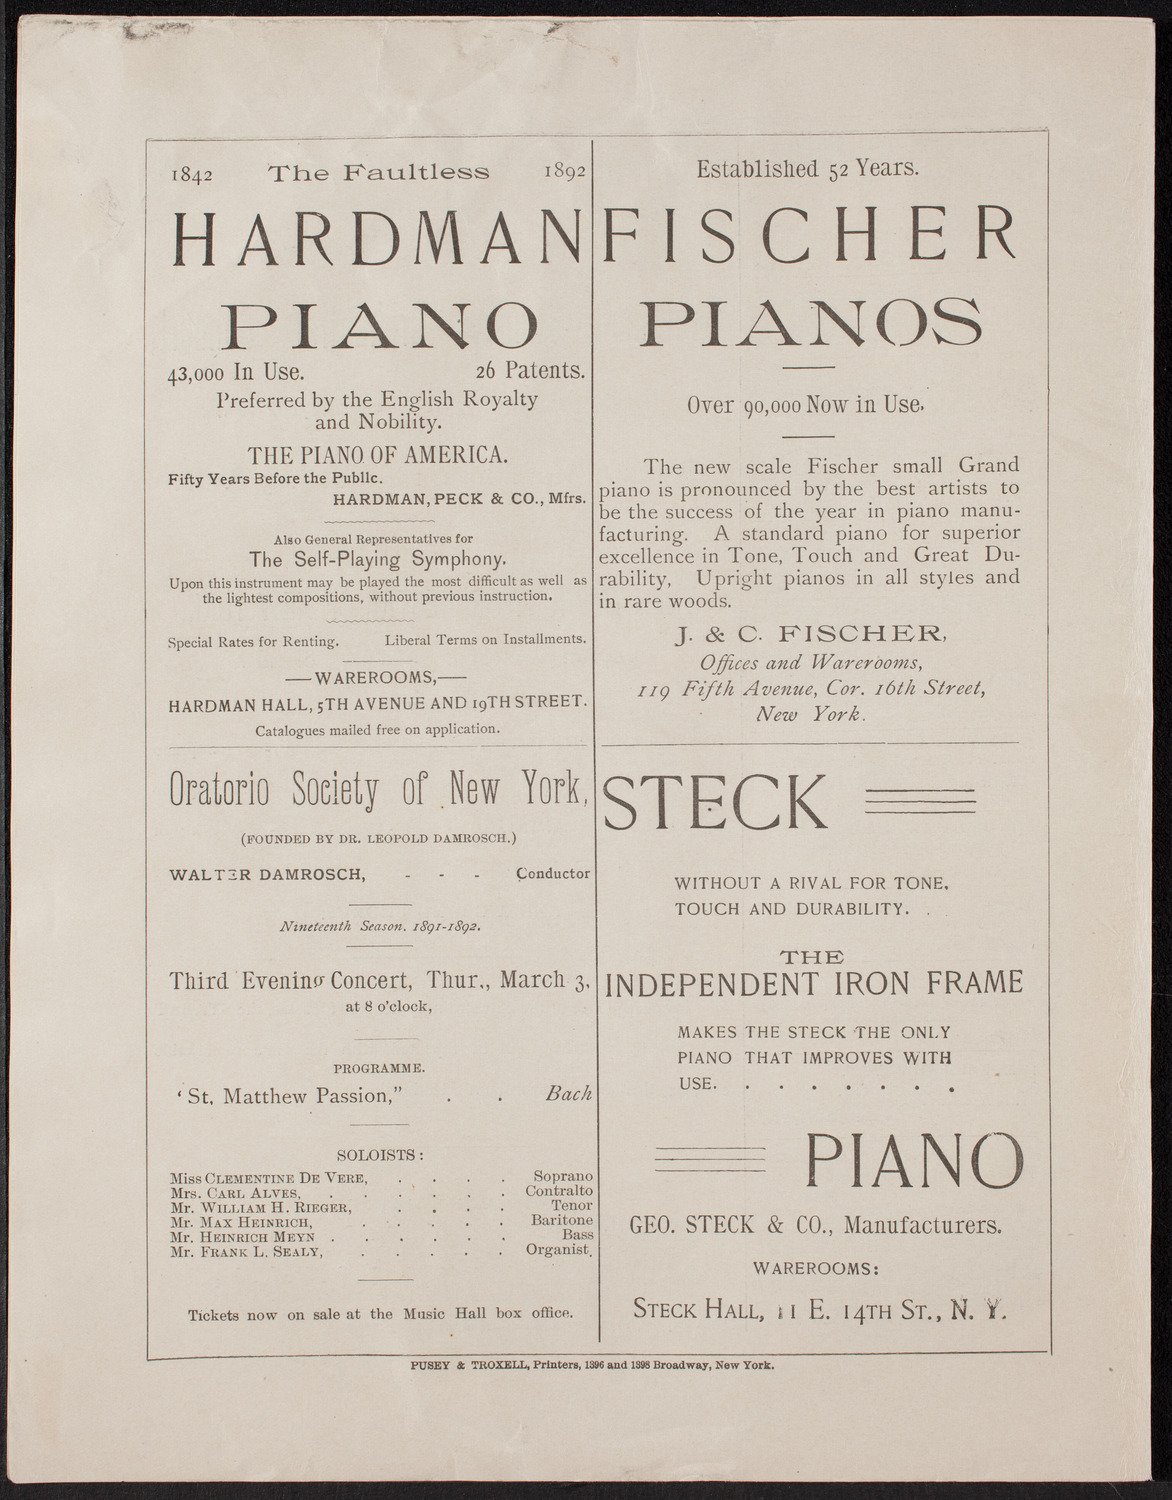 1842 The Faultless 1892
HARDMAN
PIANO
43,000 In Use. 26 Patents.
Preferred by the English Royalty
and Nobility.
THE PIANO OF AMERICA.
Fifty Years Before the Public.
HARDMAN, PECK & CO., Mfrs.
Also General Representatives for
The Self-Playing Symphony.
Upon this instrument may be played the most difficult as well as
the lightest compositions, without previous instruction.
Special Rates for Renting. Liberal Terms on Installments.
—WAREROOMS,—
HARDMAN HALL, 5TH AVENUE AND 19TH STREET.
Catalogues mailed free on application.
Established 52 Years.
FISCHER
PIANOS
Over 90,000 Now in Use.
The new scale Fischer small Grand
piano is pronounced by the best artists to
be the success of the year in piano manu-
facturing. A standard piano for superior
excellence in Tone, Touch and Great Du-
rability, Upright pianos in all styles and
in rare woods.
J. & C. FISCHER,
Offices and Warerooms,
119 Fifth Avenue, Cor. 16th Street,
New York.
Oratorio Society of New York,
(FOUNDED BY DR. LEOPOLD DAMROSCH.)
WALTER DAMROSCH, - - - Conductor
Nineteenth Season. 1891-1892.
Third Evening Concert, Thur., March 3,
at 8 o'clock,
PROGRAMME.
‘St. Matthew Passion,” . . Bach
SOLOISTS:
Miss CLEMENTINE DE VERE, . . . . Soprano
Mrs. CARL ALVES, . . . . . . Contralto
Mr. WILLIAM H. RIEGER, . . . . Tenor
Mr. MAX HEINRICH, . . . . . Baritone
Mr. HEINRICH MEYN . . . . . . Bass
Mr. FRANK L. SEALY, . . . . . Organist.
Tickets now on sale at the Music Hall box office.
STECK
WITHOUT A RIVAL FOR TONE,
TOUCH AND DURABILITY. .
THE
INDEPENDENT IRON FRAME
MAKES THE STECK THE ONLY
PIANO THAT IMPROVES WITH
USE. . . . . . . .
PIANO
GEO. STECK & CO., Manufacturers.
WAREROOMS:
STECK HALL, 11 E. 14TH ST., N. Y.
PUSEY & TROXELL, Printers, 1396 and 1398 Broadway, New York.